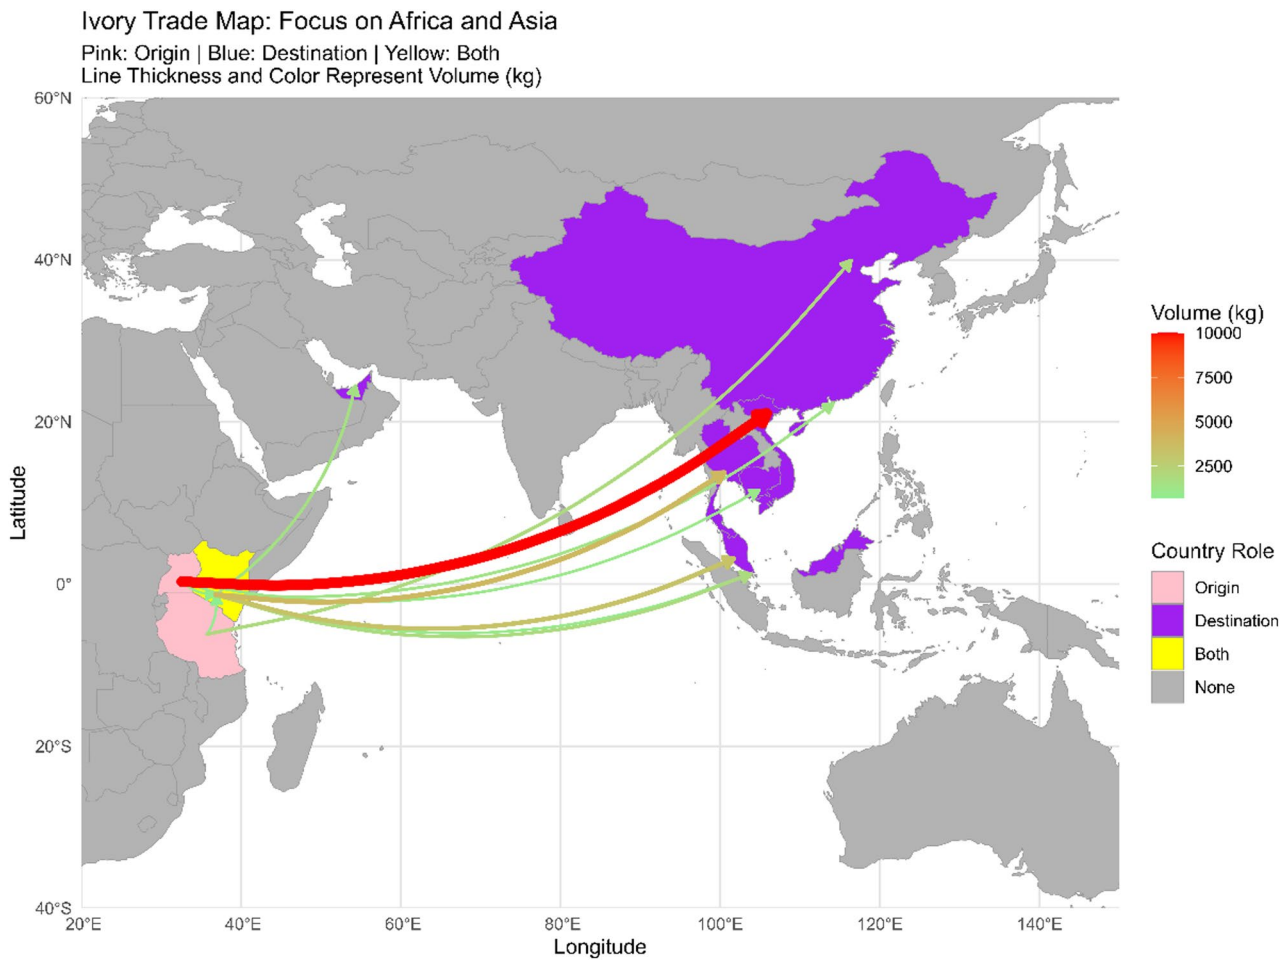 Ivory Trade Map: Focus on Africa and Asia
Pink: Origin | Blue: Destination | Yellow: Both
Line Thickness and Color Represent Volume (kg)
60°N
40°N
20°N
0°
20°S
40°S
Latitude
20°E
40°E
60°E
80°E
100°E
120°E
140°E
Longitude
Volume (kg)
10000
7500
5000
2500
Country Role
Origin
Destination
Both
None